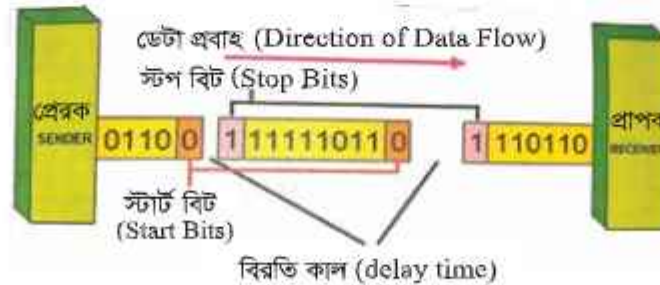 ডেটা প্রবাহ (Direction of Data Flow)
স্টপ বিট (Stop Bits)
প্রেরক
SENDER
0110 0
1 11111011 0
1 110110
প্রাপক
RECEIVER
স্টার্ট বিট
(Start Bits)
বিরতি কাল (delay time)